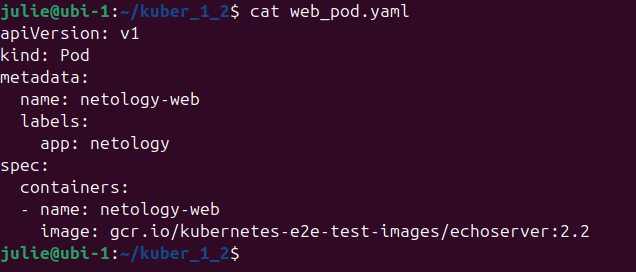 julie@ubi-1:~/kuber_1_2$ cat web_pod.yaml
apiVersion: v1
kind: Pod
metadata:
  name: netology-web
  labels:
    app: netology
spec:
  containers:
  - name: netology-web
    image: gcr.io/kubernetes-e2e-test-images/echoserver:2.2
julie@ubi-1:~/kuber_1_2$